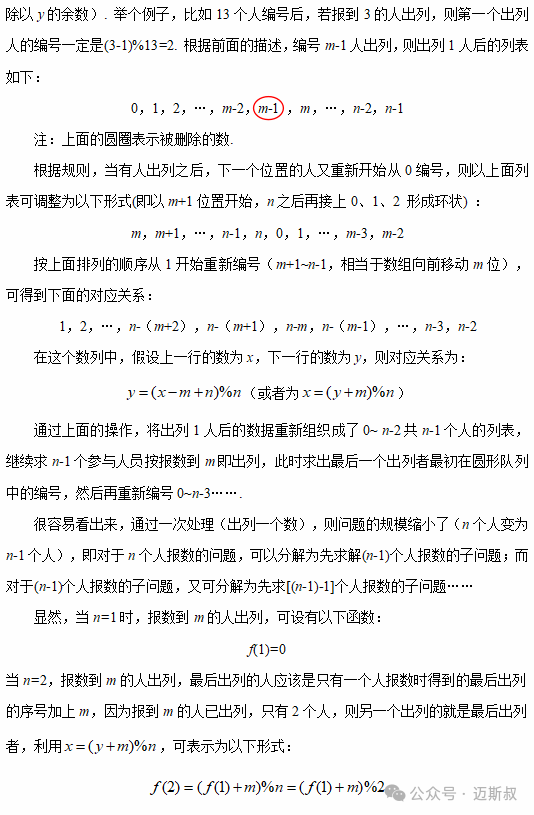 除以 y 的余数）. 举个例子，比如 13 个人编号后，若报到 3 的人出列，则第一个出列
人的编号一定是(3-1)%13=2. 根据前面的描述，编号 m-1 人出列，则出列 1 人后的列表
如下：
0，1，2，…，m-2，m-1，m，…，n-2，n-1
注：上面的圆圈表示被删除的数.
根据规则，当有人出列之后，下一个位置的人又重新开始从 0 编号，则以上面列
表可调整为以下形式(即以 m+1 位置开始，n 之后再接上 0、1、2 形成环状)：
m，m+1，…，n-1，n，0，1，…，m-3，m-2
按上面排列的顺序从 1 开始重新编号（m+1~n-1，相当于数组向前移动 m 位），
可得到下面的对应关系：
1，2，…，n-（m+2），n-（m+1），n-m，n-（m-1），…，n-3，n-2
在这个数列中，假设上一行的数为 x，下一行的数为 y，则对应关系为：
y=(x-m+n)%n（或者为 x=(y+m)%n）
通过上面的操作，将出列 1 人后的数据重新组织成了 0~ n-2 共 n-1 个人的列表，
继续求 n-1 个参与人员按报数到 m 即出列，此时求出最后一个出列者最初在圆形队列
中的编号，然后再重新编号 0~n-3…….
很容易看出来，通过一次处理（出列一个数），则问题的规模缩小了（n 个人变为
n-1 个人），即对于 n 个人报数的问题，可以分解为先求解(n-1)个人报数的子问题；而
对于(n-1)个人报数的子问题，又可分解为先求[(n-1)-1]个人报数的子问题……
显然，当 n=1 时，报数到 m 的人出列，可设有以下函数：
f(1)=0
当 n=2，报数到 m 的人出列，最后出列的人应该是只有一个人报数时得到的最后出列
的序号加上 m，因为报到 m 的人已出列，只有 2 个人，则另一个出列的就是最后出列
者，利用 x=(y+m)%n，可表示为以下形式：
f(2)=(f(1)+m)%n=(f(1)+m)%2
公众号 · 迈斯叔